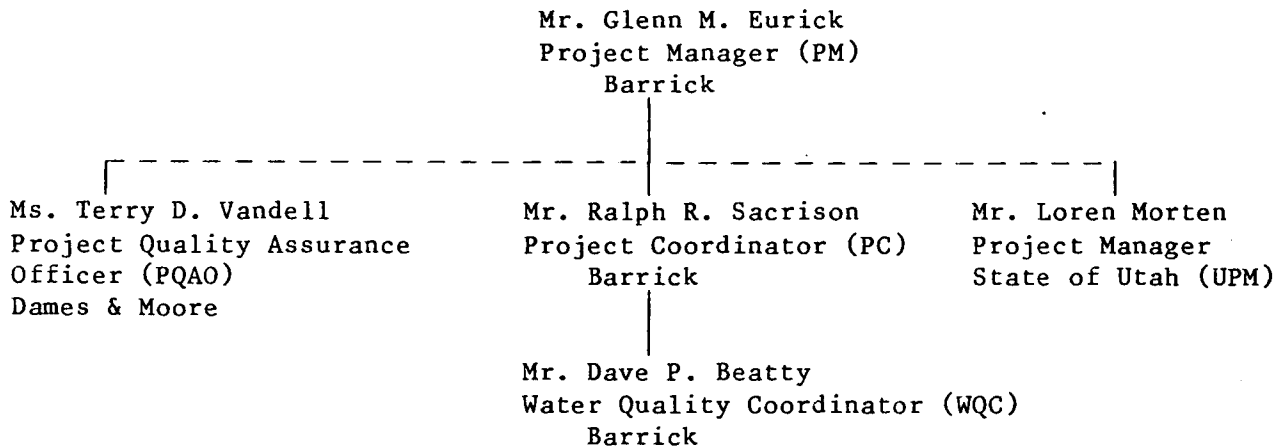 Mr. Glenn M. Eurick
Project Manager (PM)
Barrick
Ms. Terry D. Vandell
Project Quality Assurance
Officer (PQAO)
Dames & Moore
Mr. Ralph R. Sacrison
Project Coordinator (PC)
Barrick
Mr. Loren Morten
Project Manager
State of Utah (UPM)
Mr. Dave P. Beatty
Water Quality Coordinator (WQC)
Barrick